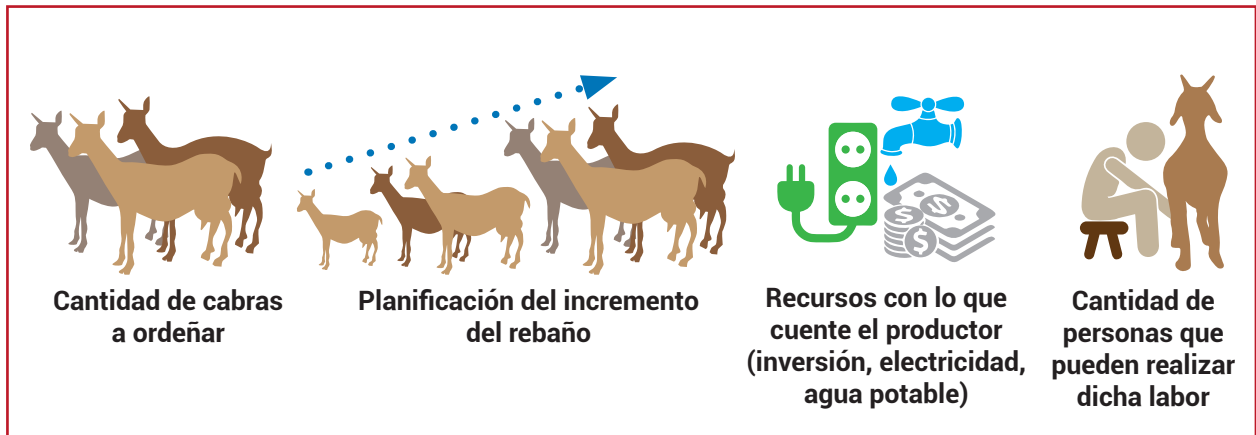 Cantidad de cabras
a ordeñar
Planificación del incremento
del rebaño
Recursos con lo que
cuente el productor
(inversión, electricidad,
agua potable)
Cantidad de
personas que
pueden realizar
dicha labor